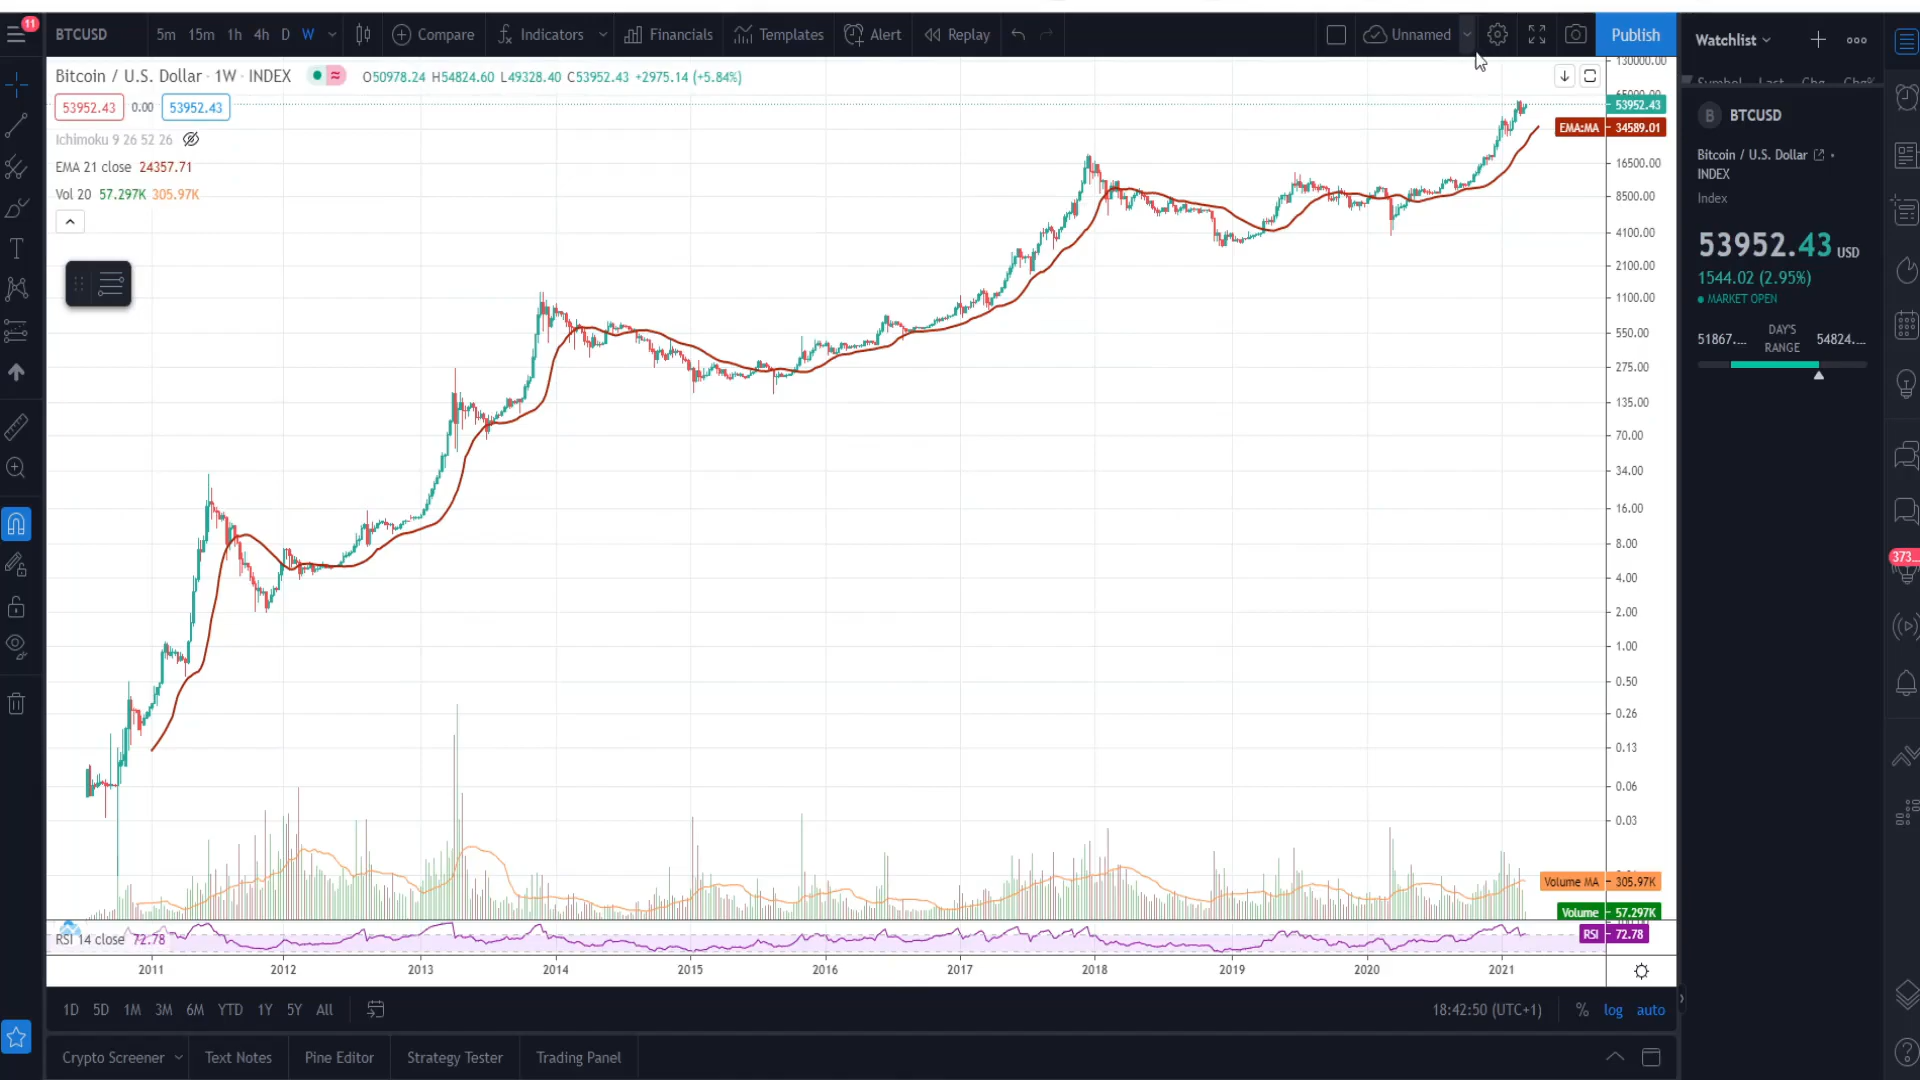 11
BTCUSD 5m 15m 1h 4h D W Compare Indicators Financials Templates Alert Replay Unnamed Publish
Watchlist
Bitcoin / U.S. Dollar · 1W · INDEX O50978.24 H54824.60 L49328.40 C53952.43 +2975.14 (+5.84%)
53952.43 0.00 53952.43
Ichimoku 9 26 52 26
EMA 21 close 24357.71
Vol 20 57.297K 305.97K
130000.00
53952.43
EMA:MA 34589.01
16500.00
8500.00
4100.00
2100.00
1100.00
550.00
275.00
135.00
70.00
34.00
16.00
8.00
4.00
2.00
1.00
0.50
0.26
0.13
0.06
0.03
Volume MA 305.97K
Volume 57.297K
RSI 14 close 72.78
RSI 72.78
2011 2012 2013 2014 2015 2016 2017 2018 2019 2020 2021
1D 5D 1M 3M 6M YTD 1Y 5Y All 18:42:50 (UTC+1) % log auto
Crypto Screener Text Notes Pine Editor Strategy Tester Trading Panel
Symbol Last Chg Chg%
B BTCUSD
Bitcoin / U.S. Dollar ·
INDEX
Index
53952.43 USD
1544.02 (2.95%)
MARKET OPEN
51867.... DAY'S RANGE 54824....
373...